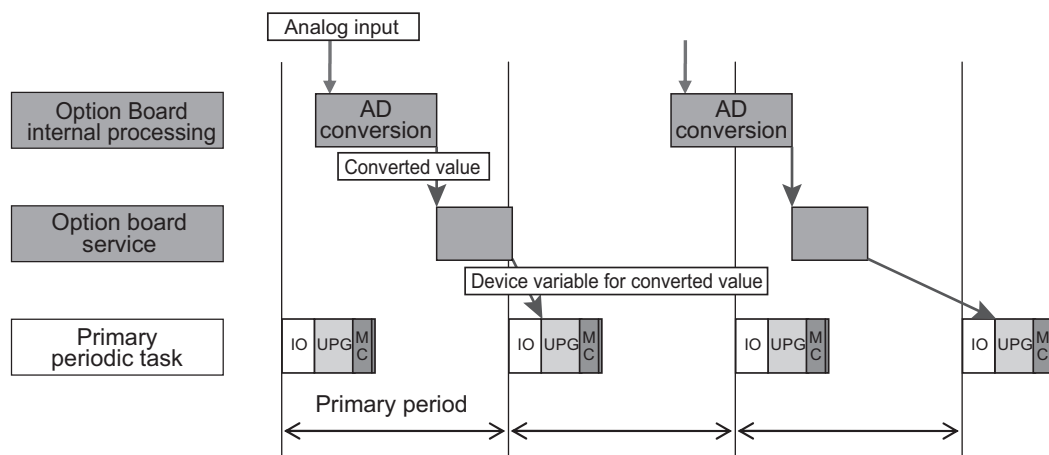 Analog input
Option Board
internal processing
AD
conversion
AD
conversion
Converted value
Option board
service
Device variable for converted value
Primary
periodic task
IO UPG M
C
IO UPG M
C
IO UPG M
C
IO UPG M
C
Primary period